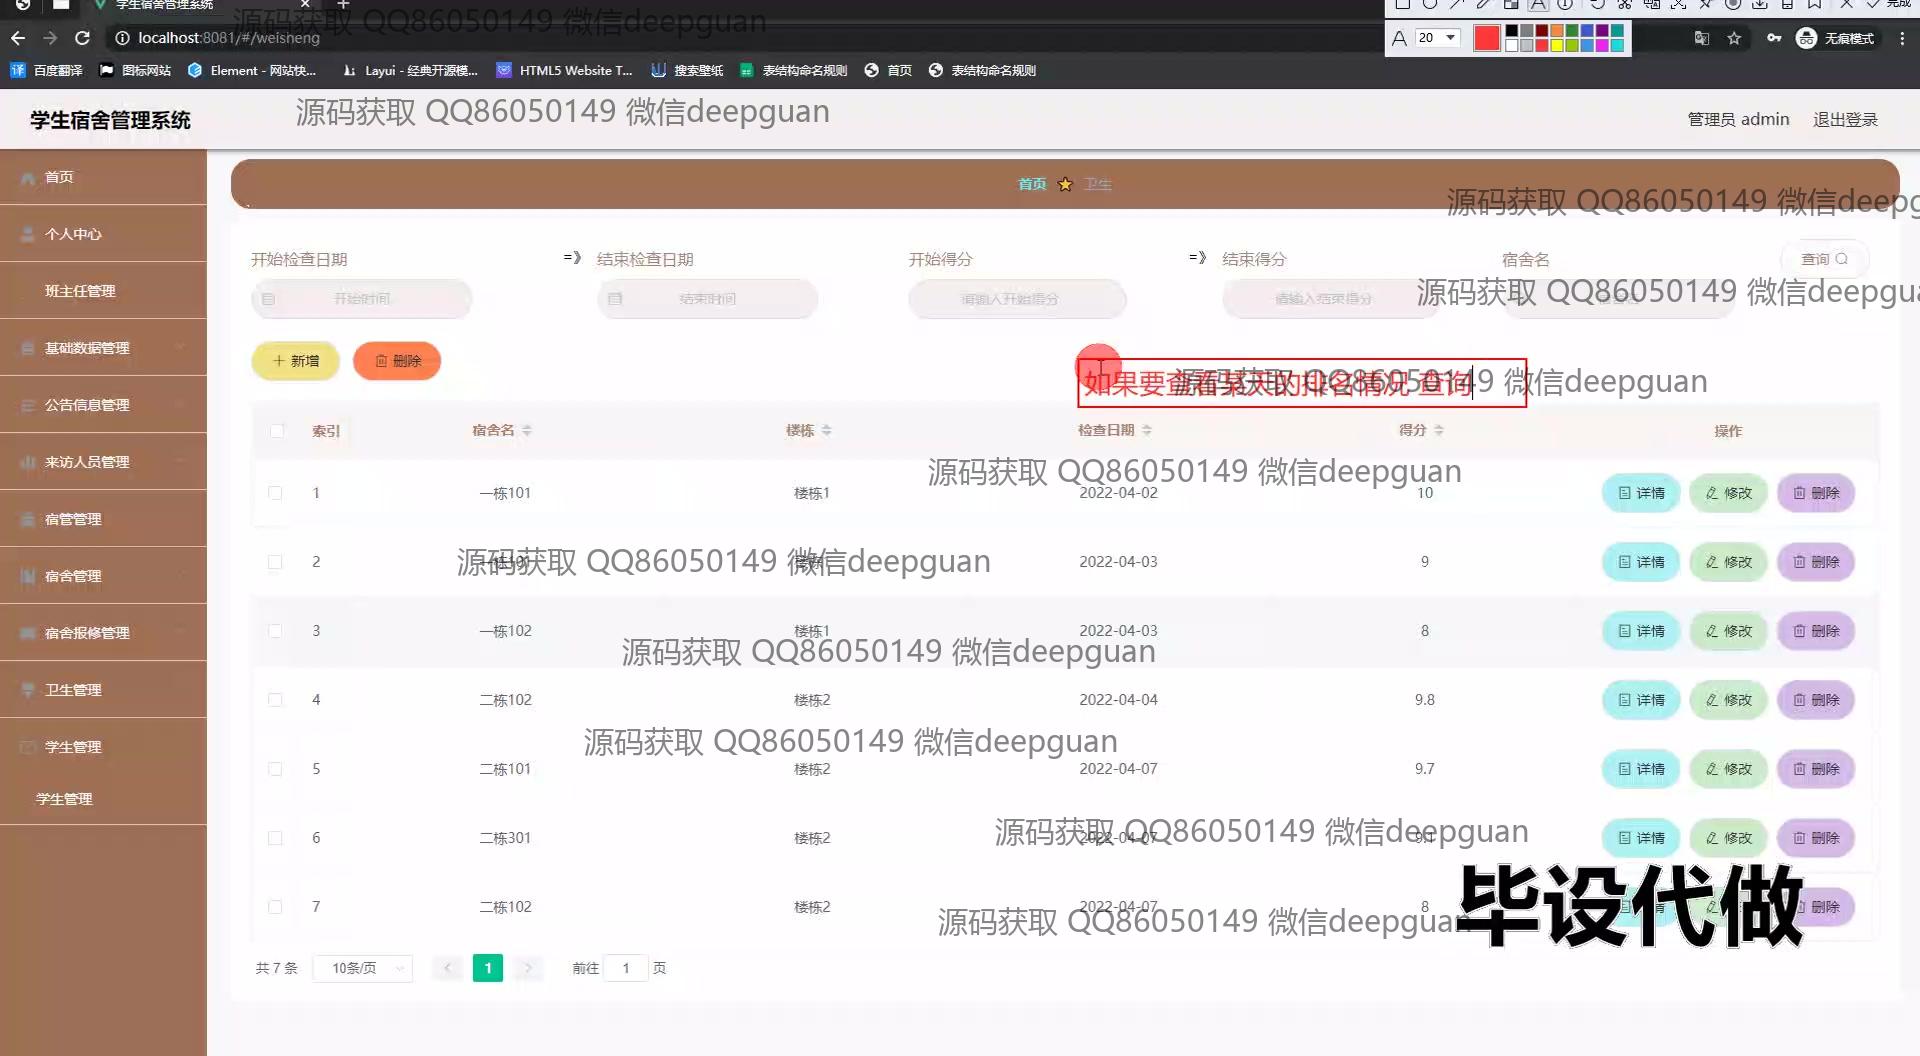 学生宿舍管理系统
源码获取 QQ86050149 微信deepguan
20
完成
localhost:8081/#/weisheng
无痕模式
百度翻译 图标网站 Element - 网站快... Layui - 经典开源模... HTML5 Website T... 搜索壁纸 表结构命名规则 首页 表结构命名规则
学生宿舍管理系统
源码获取 QQ86050149 微信deepguan
管理员 admin 退出登录
首页
个人中心
班主任管理
基础数据管理
公告信息管理
来访人员管理
宿管管理
宿舍管理
宿舍报修管理
卫生管理
学生管理
学生管理
首页 卫生
源码获取 QQ86050149 微信deepg
开始检查日期 =》 结束检查日期 开始得分 =》 结束得分 宿舍名 查询
开始时间 结束时间 请输入开始得分 请输入结束得分
源码获取 QQ86050149 微信deepgua
新增 删除
如果要查看某天的排名情况 查询
源码获取 QQ86050149 微信deepguan
索引 宿舍名 楼栋 检查日期 得分 操作
源码获取 QQ86050149 微信deepguan
1 一栋101 楼栋1 2022-04-02 10 详情 修改 删除
2 一栋101 楼栋1 2022-04-03 9 详情 修改 删除
源码获取 QQ86050149 微信deepguan
3 一栋102 楼栋1 2022-04-03 8 详情 修改 删除
源码获取 QQ86050149 微信deepguan
4 二栋102 楼栋2 2022-04-04 9.8 详情 修改 删除
源码获取 QQ86050149 微信deepguan
5 二栋101 楼栋2 2022-04-07 9.7 详情 修改 删除
6 二栋301 楼栋2 2022-04-07 9.1 详情 修改 删除
源码获取 QQ86050149 微信deepguan
7 二栋102 楼栋2 2022-04-07 8 删除
源码获取 QQ86050149 微信deepguan
毕设代做
共 7 条 10条/页 1 前往 1 页